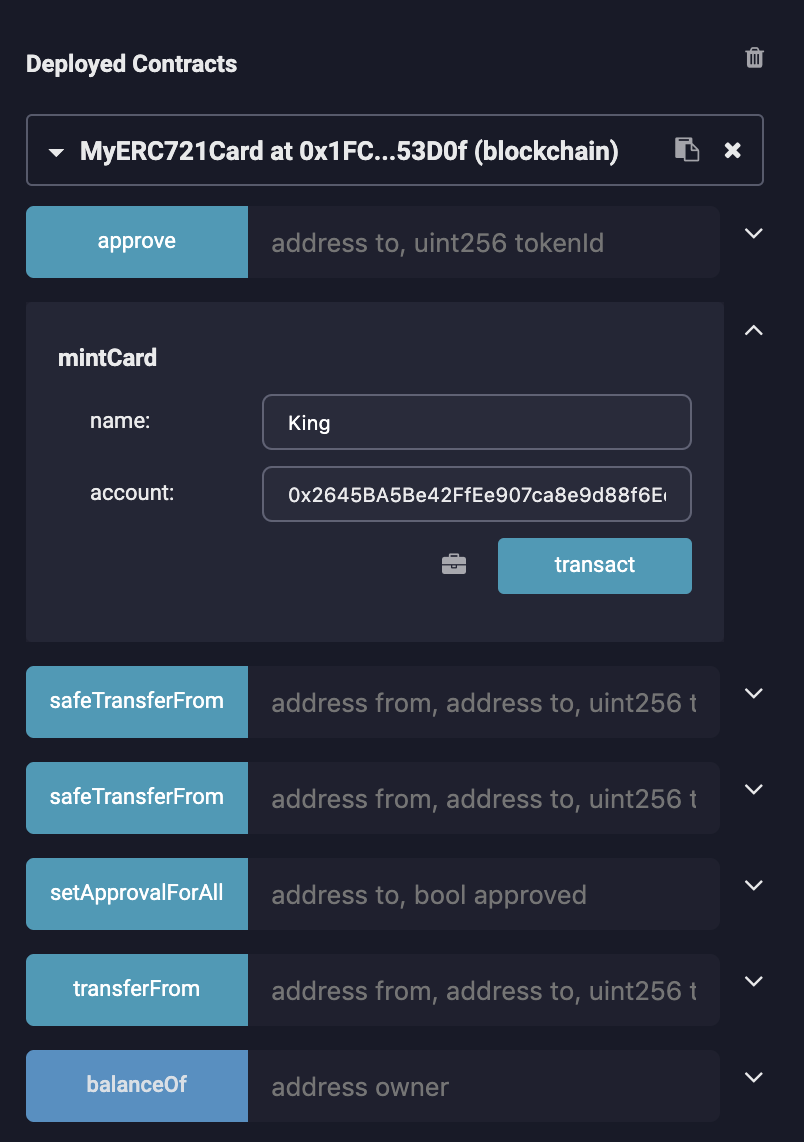 Deployed Contracts
MyERC721Card at 0x1FC...53D0f (blockchain)
approve address to, uint256 tokenId
mintCard
name: King
account: 0x2645BA5Be42FfEe907ca8e9d88f6E
transact
safeTransferFrom address from, address to, uint256 t
safeTransferFrom address from, address to, uint256 t
setApprovalForAll address to, bool approved
transferFrom address from, address to, uint256 t
balanceOf address owner